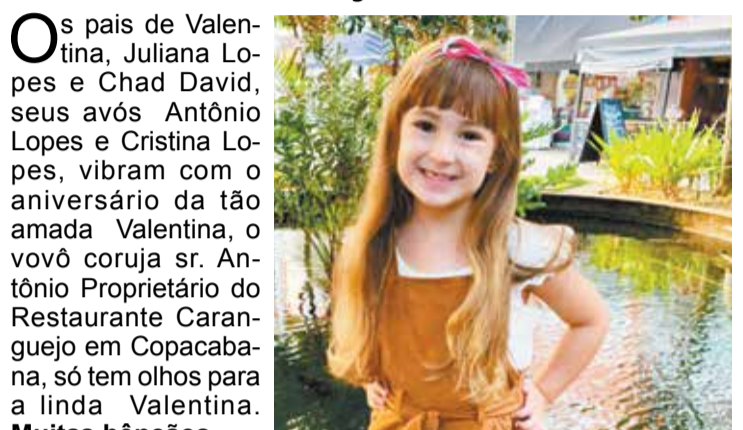 Os pais de Valen-
tina, Juliana Lo-
pes e Chad David,
seus avós Antônio
Lopes e Cristina Lo-
pes, vibram com o
aniversário da tão
amada Valentina, o
vovô coruja sr. An-
tônio Proprietário do
Restaurante Caran-
guejo em Copacaba-
na, só tem olhos para
a linda Valentina.
Muitas bênçãos